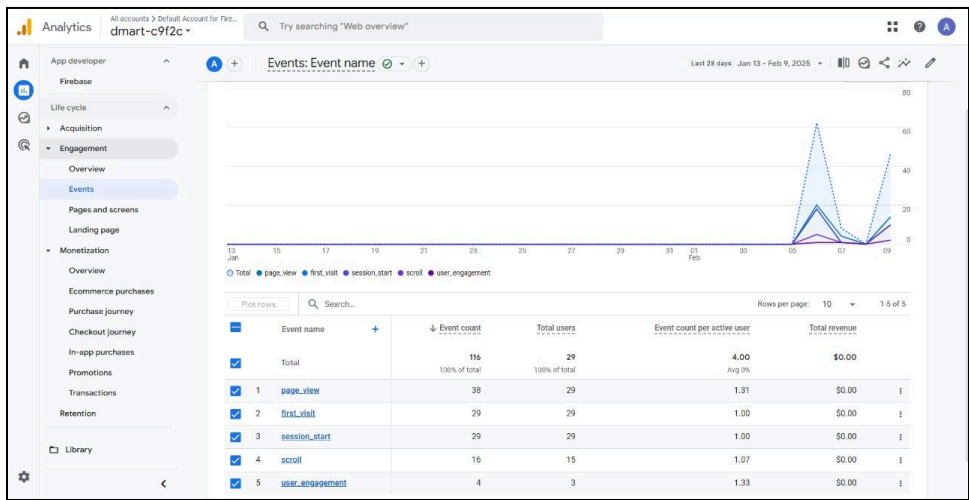 All accounts > Default Account for Fire...
Analytics
dmart-c9f2c
Try searching "Web overview"
A
App developer
Firebase
Life cycle
Acquisition
Engagement
Overview
Events
Pages and screens
Landing page
Monetization
Overview
Ecommerce purchases
Purchase journey
Checkout journey
In-app purchases
Promotions
Transactions
Retention
Library
A
Events: Event name
Last 28 days Jan 13 - Feb 9, 2025
80
60
40
20
0
13 15 17 19 21 23 25 27 29 31 01 03 05 07 09
Jan Feb
Total page_view first_visit session_start scroll user_engagement
Plot rows Search... Rows per page: 10 1-5 of 5
Event name + Event count Total users Event count per active user Total revenue
Total 116 29 4.00 $0.00
100% of total 100% of total Avg 0%
1 page_view 38 29 1.31 $0.00
2 first_visit 29 29 1.00 $0.00
3 session_start 29 29 1.00 $0.00
4 scroll 16 15 1.07 $0.00
5 user_engagement 4 3 1.33 $0.00